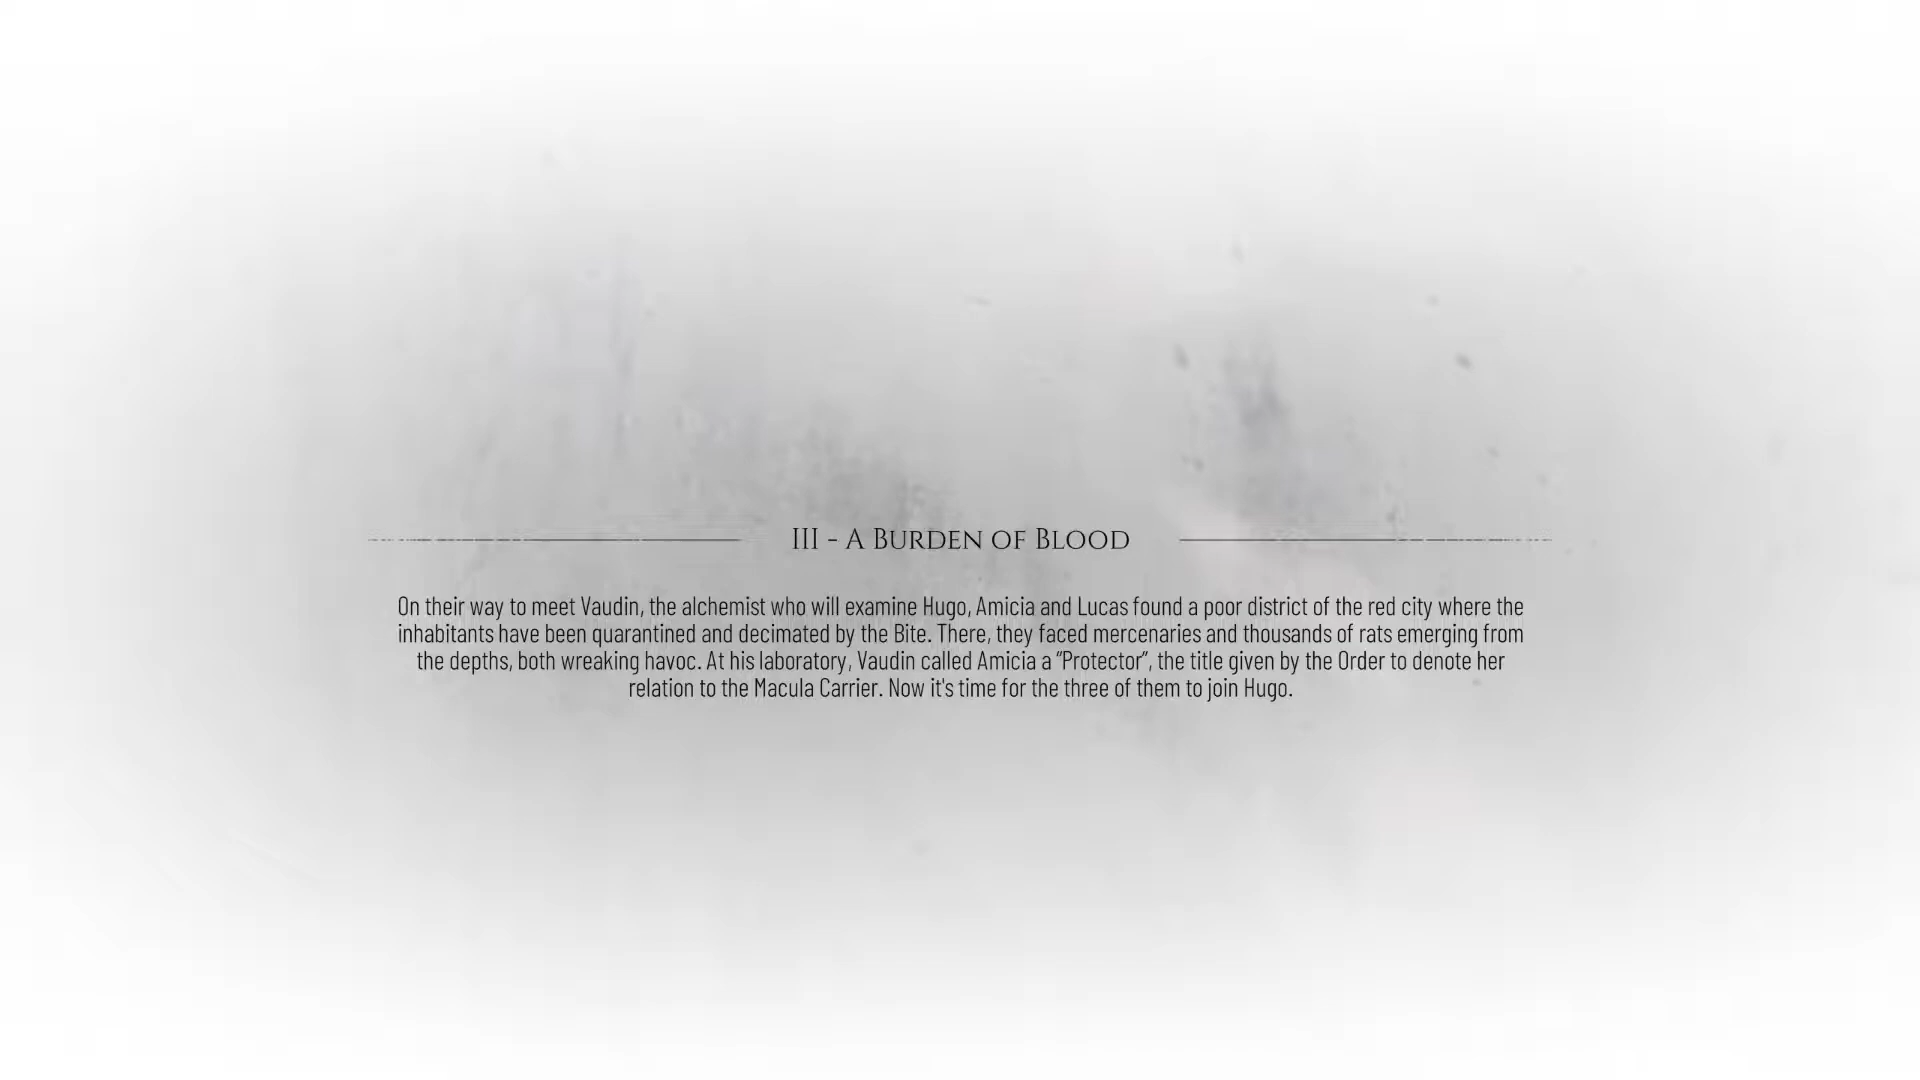 III - A Burden of Blood
On their way to meet Vaudin, the alchemist who will examine Hugo, Amicia and Lucas found a poor district of the red city where the
inhabitants have been quarantined and decimated by the Bite. There, they faced mercenaries and thousands of rats emerging from
the depths, both wreaking havoc. At his laboratory, Vaudin called Amicia a "Protector", the title given by the Order to denote her
relation to the Macula Carrier. Now it's time for the three of them to join Hugo.